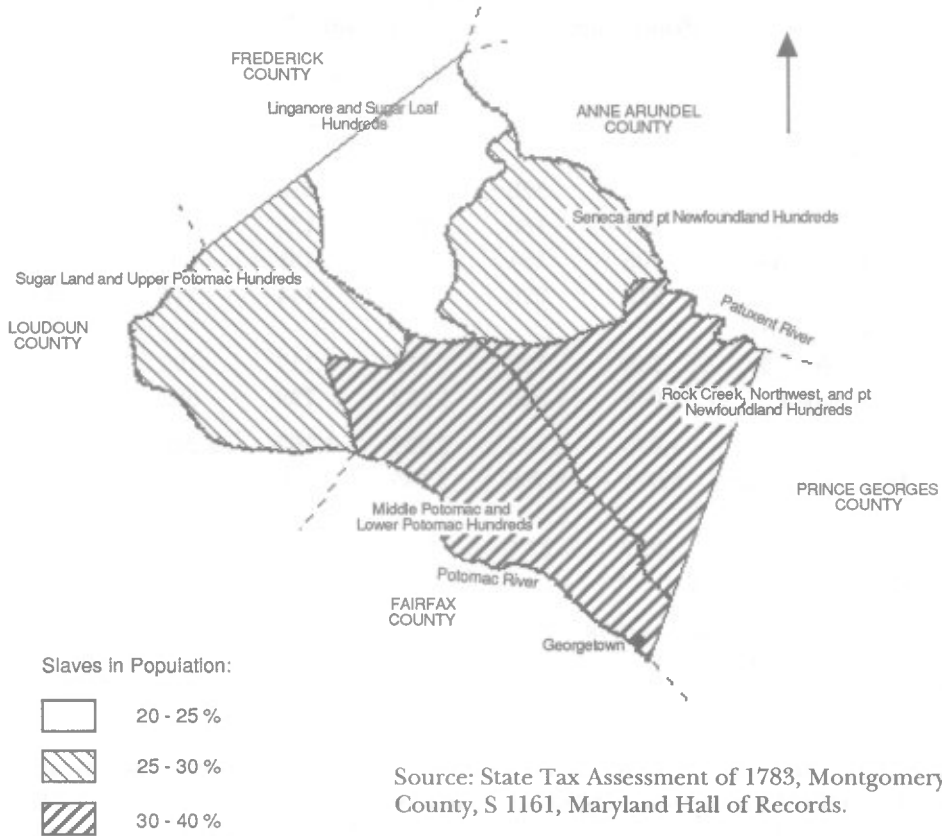 FREDERICK
COUNTY
Linganore and Sugar Loaf
Hundreds
ANNE ARUNDEL
COUNTY
Seneca and pt Newfoundland Hundreds
Sugar Land and Upper Potomac Hundreds
LOUDOUN
COUNTY
Patuxent River
Rock Creek, Northwest, and pt
Newfoundland Hundreds
PRINCE GEORGES
COUNTY
Middle Potomac and
Lower Potomac Hundreds
Potomac River
FAIRFAX
COUNTY
Georgetown
Slaves in Population:
20 - 25 %
25 - 30 %
30 - 40 %
Source: State Tax Assessment of 1783, Montgomery
County, S 1161, Maryland Hall of Records.